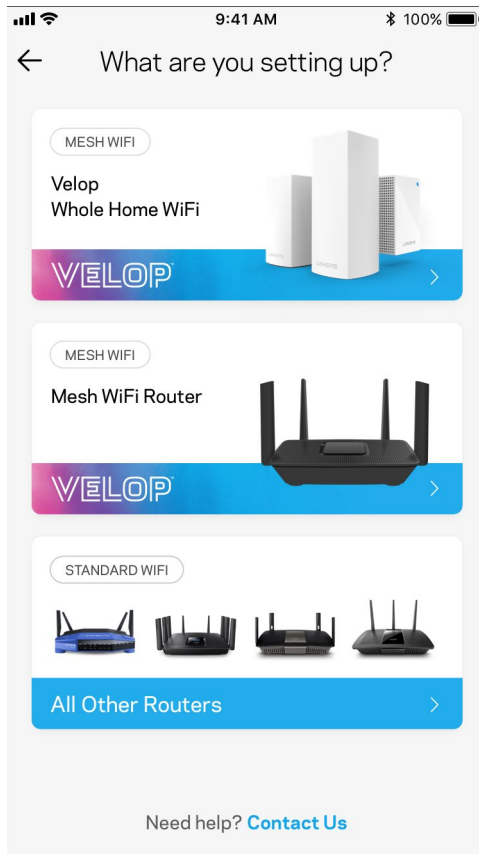 9:41 AM
100%
What are you setting up?
MESH WIFI
Velop
Whole Home WiFi
LINKSYS
VELOP
MESH WIFI
Mesh WiFi Router
VELOP
STANDARD WIFI
All Other Routers
Need help? Contact Us